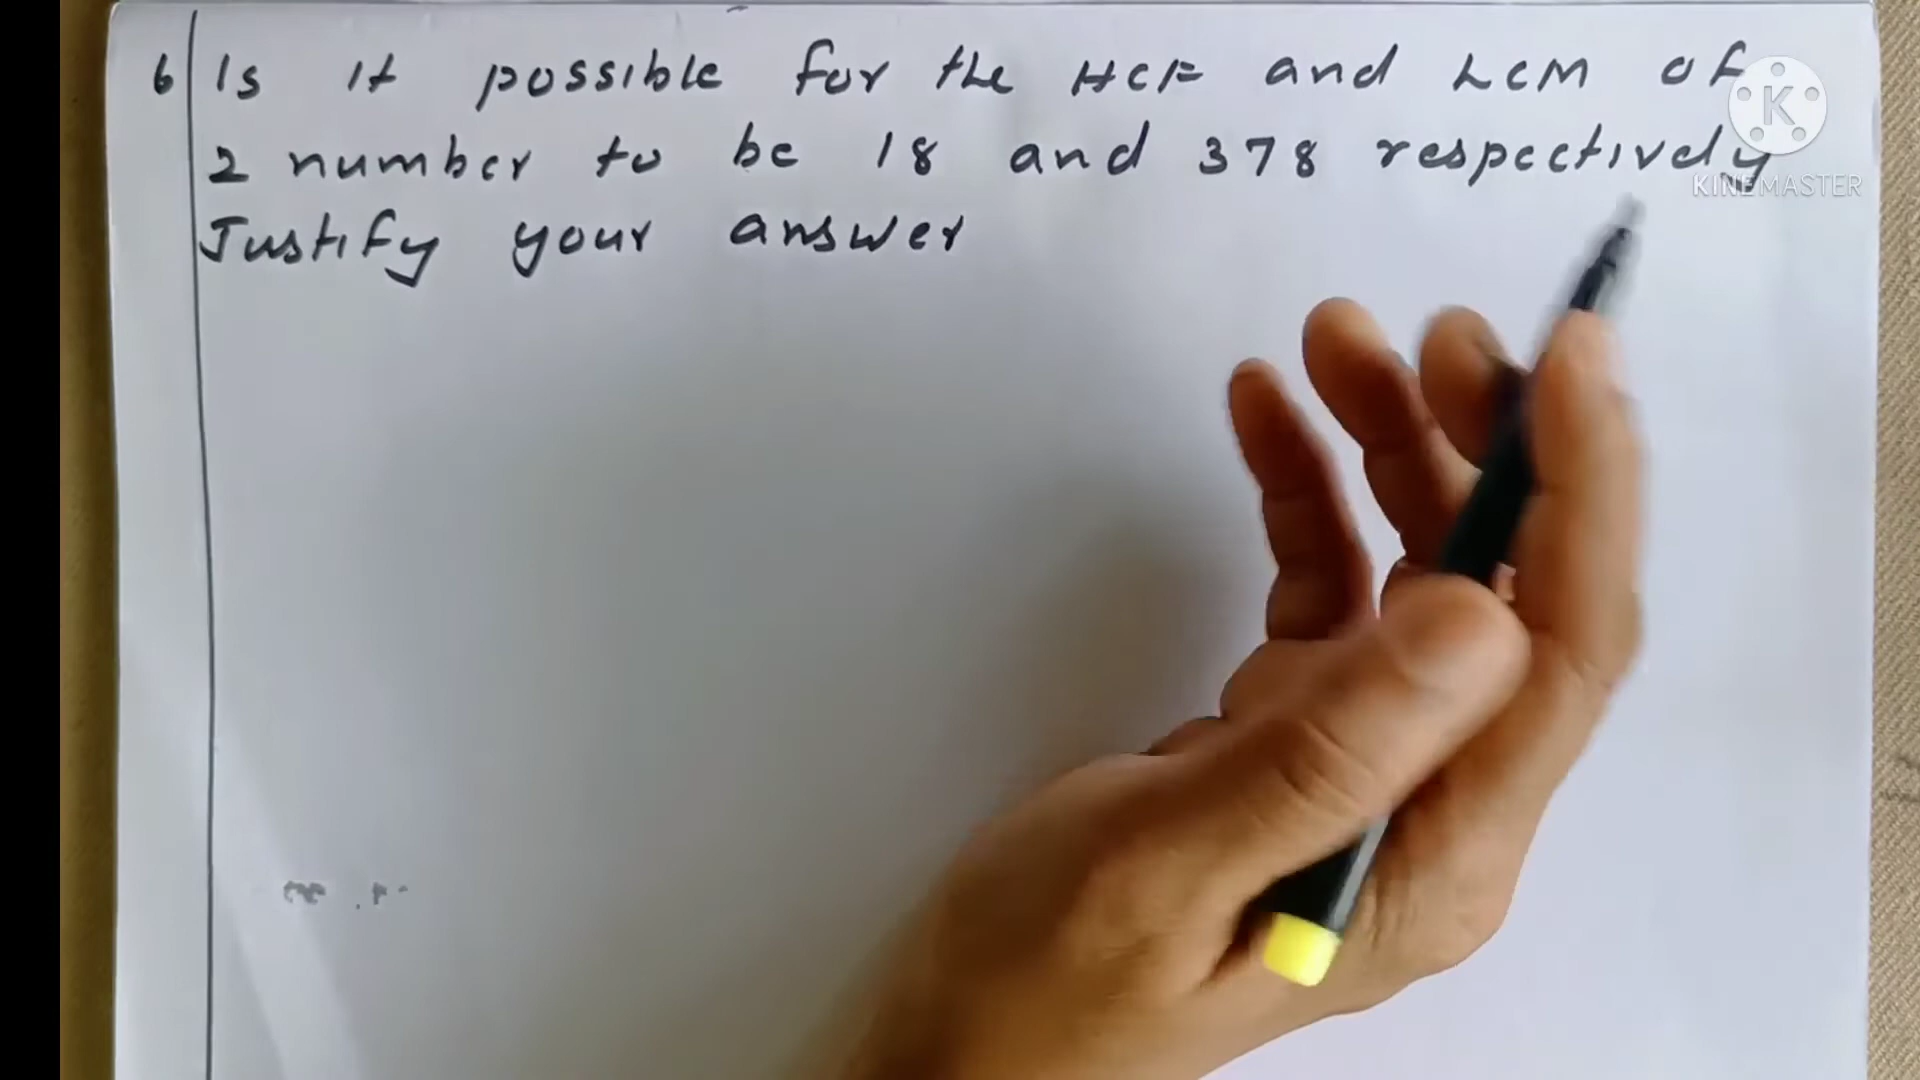 6 Is it possible for the HCF and LCM of
2 number to be 18 and 378 respectively
Justify your answer
K
KINEMASTER